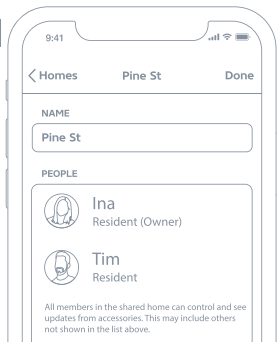 9:41
Homes Pine St Done
NAME
Pine St
PEOPLE
Ina
Resident (Owner)
Tim
Resident
All members in the shared home can control and see
updates from accessories. This may include others
not shown in the list above.